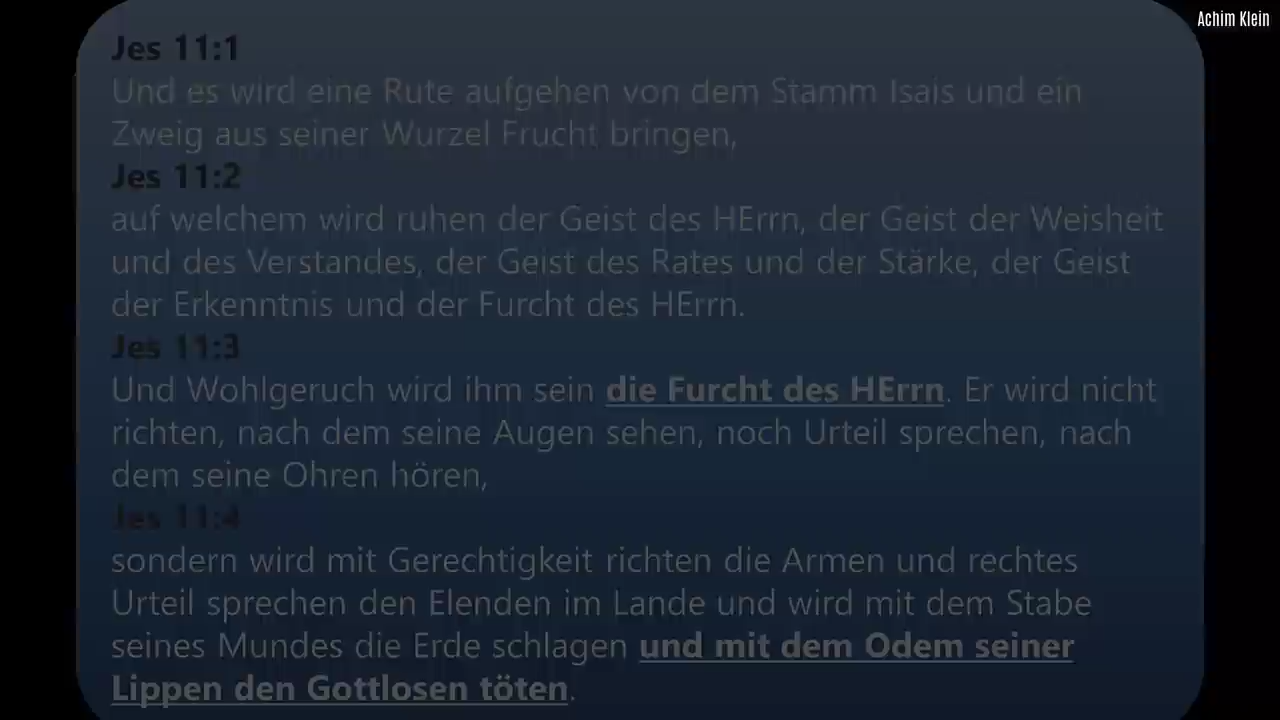 Achim Klein
Jes 11:1
Und es wird eine Rute aufgehen von dem Stamm Isais und ein
Zweig aus seiner Wurzel Frucht bringen,
Jes 11:2
auf welchem wird ruhen der Geist des HErrn, der Geist der Weisheit
und des Verstandes, der Geist des Rates und der Stärke, der Geist
der Erkenntnis und der Furcht des HErrn.
Jes 11:3
Und Wohlgeruch wird ihm sein die Furcht des HErrn. Er wird nicht
richten, nach dem seine Augen sehen, noch Urteil sprechen, nach
dem seine Ohren hören,
Jes 11:4
sondern wird mit Gerechtigkeit richten die Armen und rechtes
Urteil sprechen den Elenden im Lande und wird mit dem Stabe
seines Mundes die Erde schlagen und mit dem Odem seiner
Lippen den Gottlosen töten.